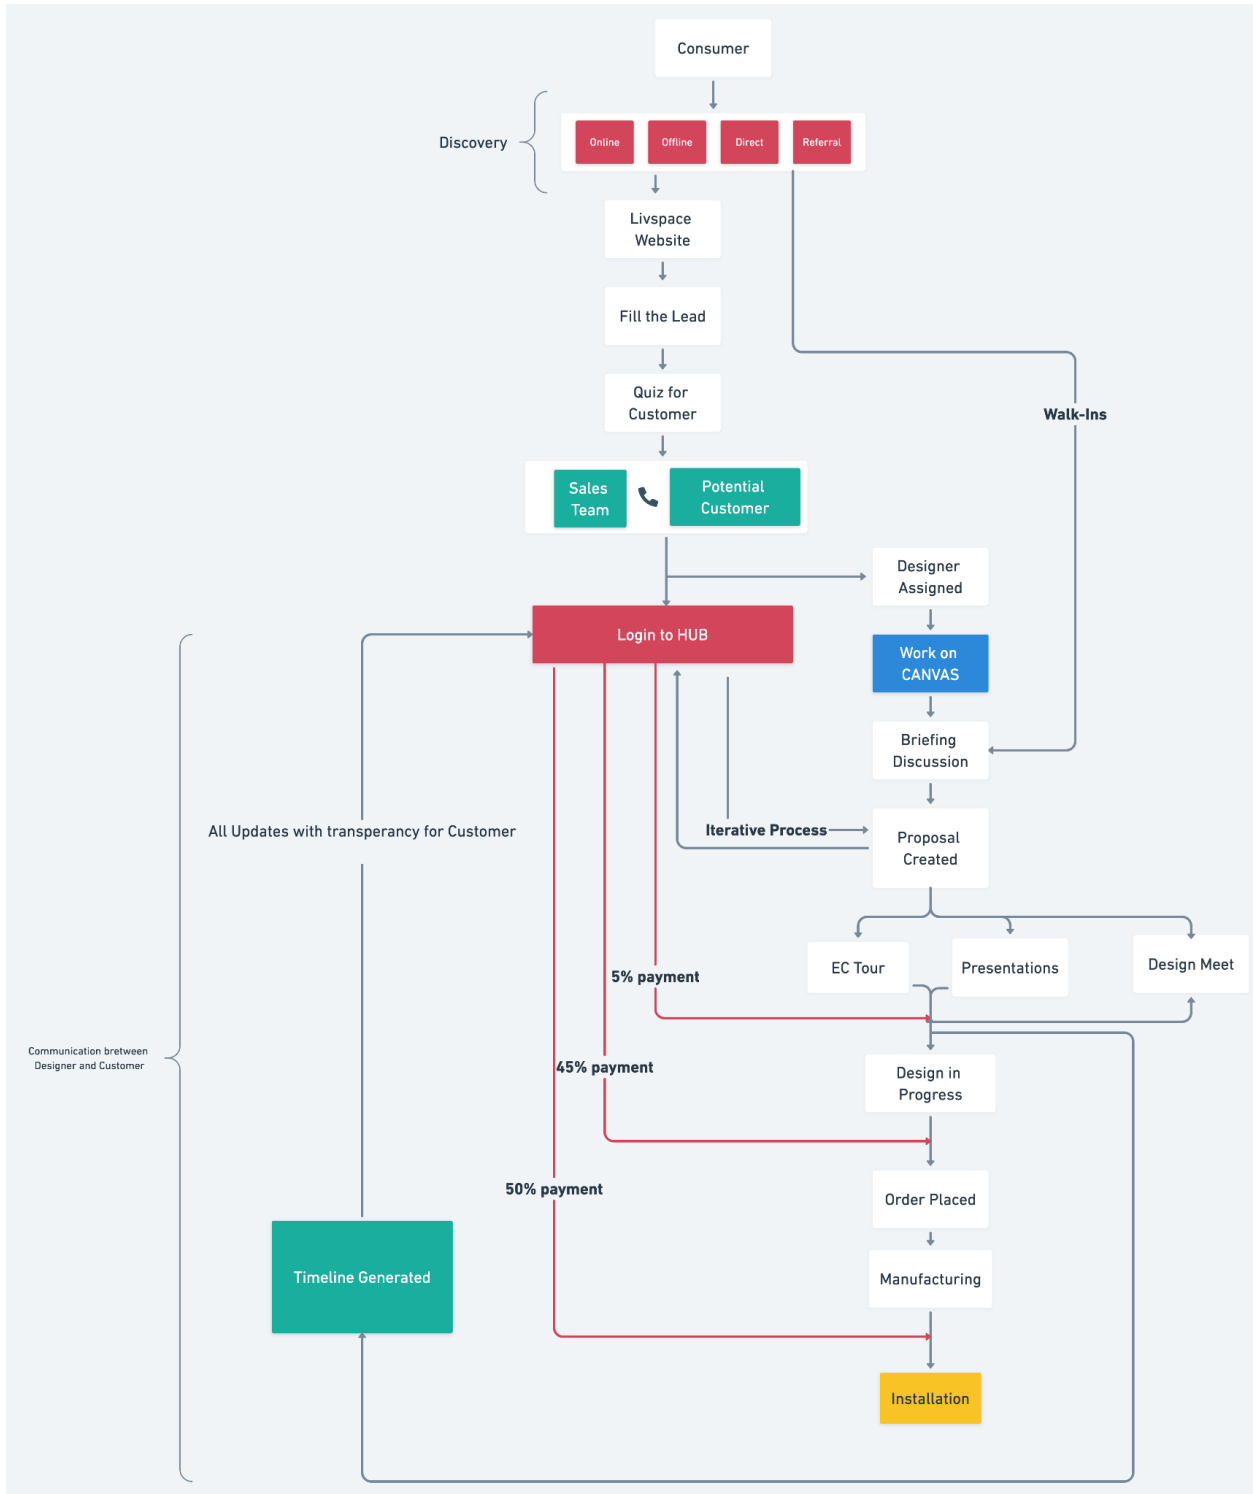 Consumer
Discovery
Online
Offline
Direct
Referral
Livspace
Website
Fill the Lead
Quiz for
Customer
Walk-Ins
Sales
Team
Potential
Customer
Designer
Assigned
Login to HUB
Work on
CANVAS
Briefing
Discussion
All Updates with transperancy for Customer
Iterative Process
Proposal
Created
EC Tour
Presentations
Design Meet
5% payment
Communication bretween
Designer and Customer
45% payment
Design in
Progress
50% payment
Order Placed
Timeline Generated
Manufacturing
Installation